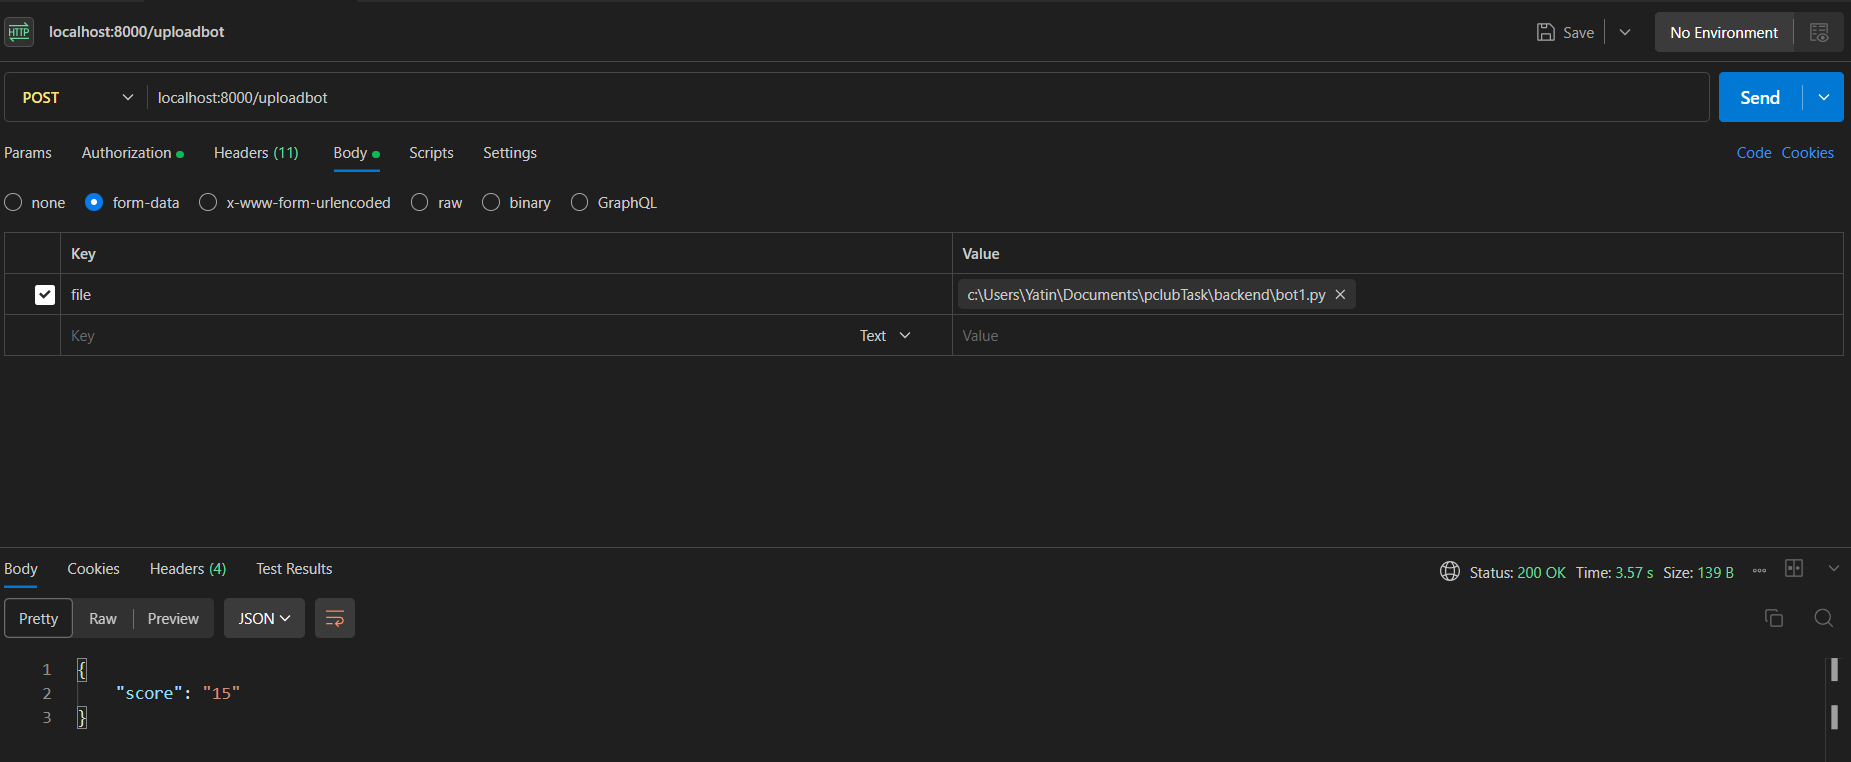 HTTP localhost:8000/uploadbot Save No Environment
POST localhost:8000/uploadbot Send
Params Authorization Headers (11) Body Scripts Settings Code Cookies
none form-data x-www-form-urlencoded raw binary GraphQL
Key Value
file c:\Users\Yatin\Documents\pclubTask\backend\bot1.py
Key Text Value
Body Cookies Headers (4) Test Results Status: 200 OK Time: 3.57 s Size: 139 B
Pretty Raw Preview JSON
1 {
2 "score": "15"
3 }